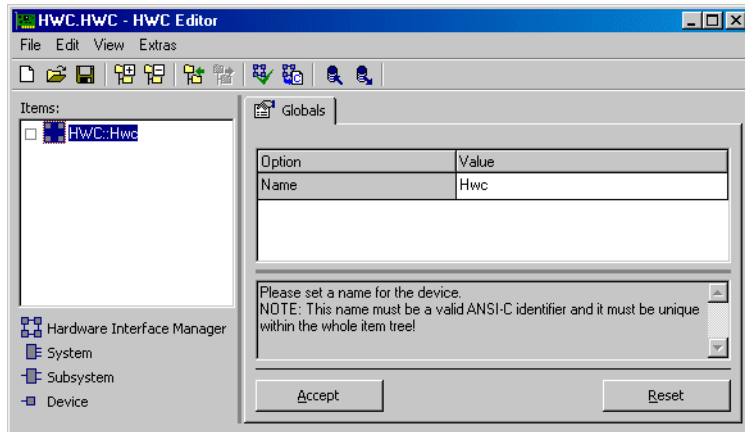 HWC.HWC - HWC Editor
File Edit View Extras
Items:
HWC::Hwc
Hardware Interface Manager
System
Subsystem
Device
Globals
Option Value
Name Hwc
Please set a name for the device.
NOTE: This name must be a valid ANSI-C identifier and it must be unique
within the whole item tree!
Accept Reset